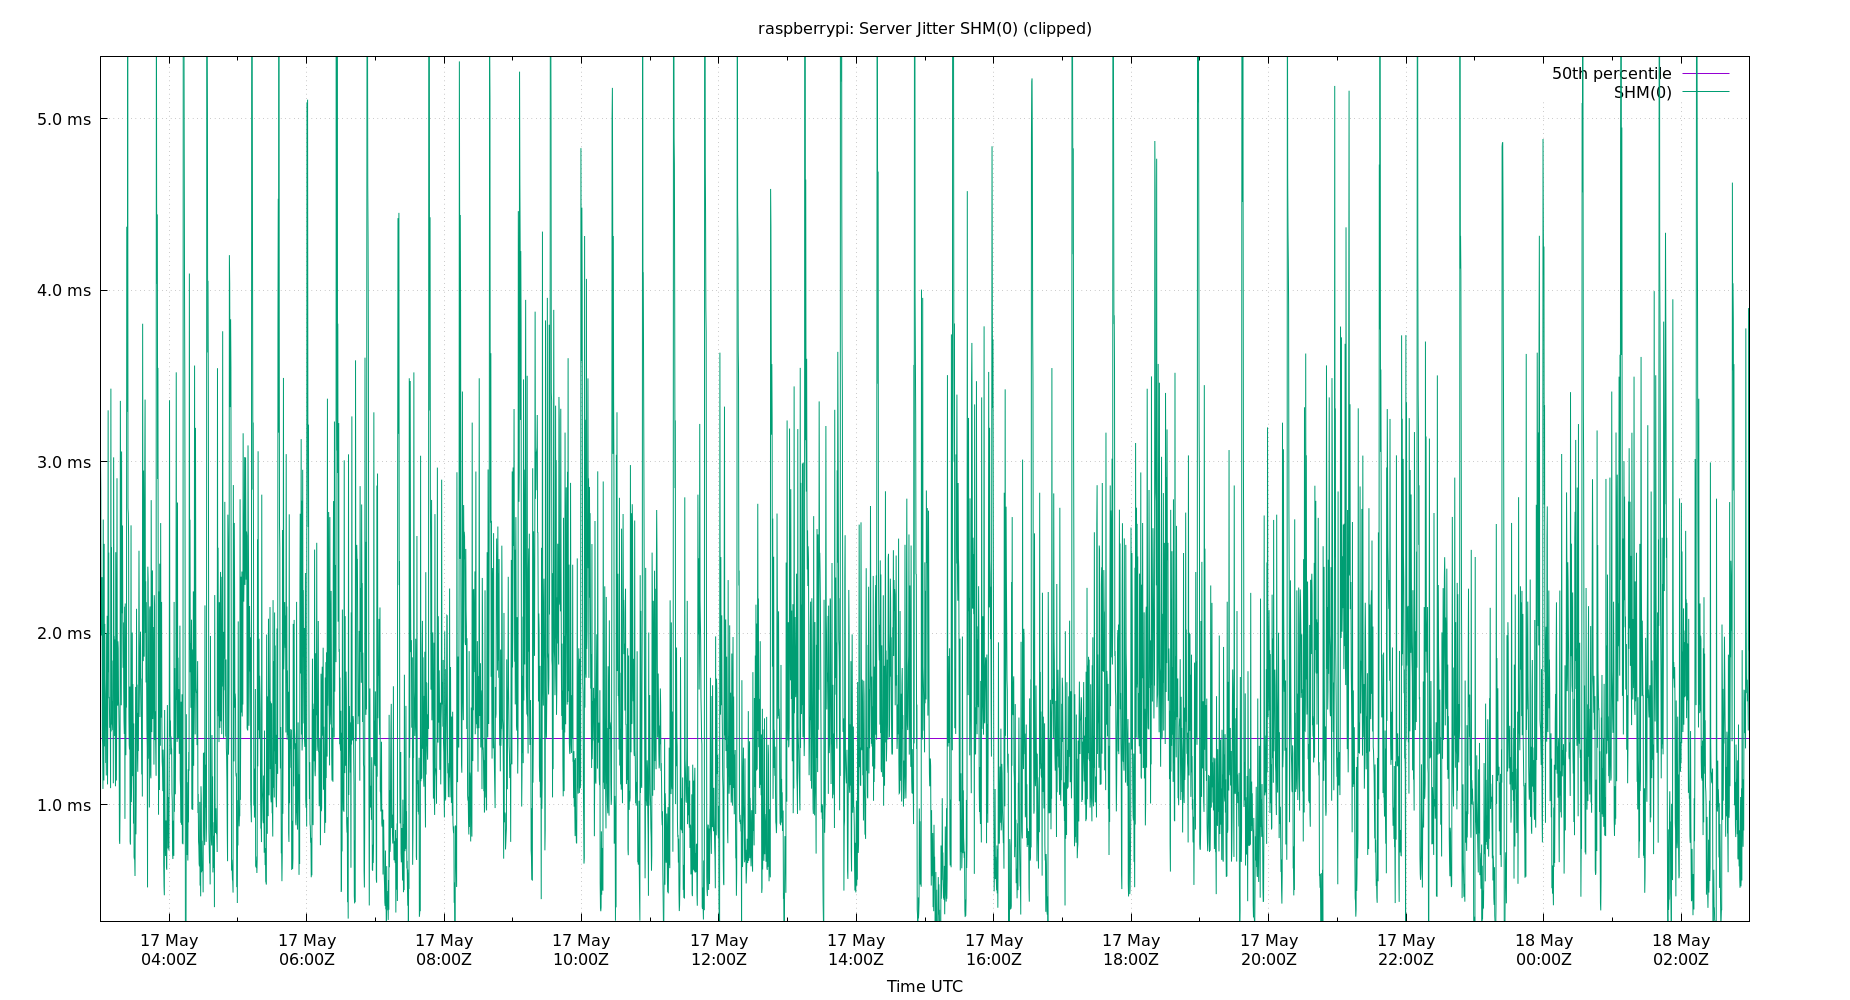 raspberrypi: Server Jitter SHM(0) (clipped)
50th percentile
SHM(0)
5.0 ms
4.0 ms
3.0 ms
2.0 ms
1.0 ms
17 May 17 May 17 May 17 May 17 May 17 May 17 May 17 May 17 May 17 May 18 May 18 May
04:00Z 06:00Z 08:00Z 10:00Z 12:00Z 14:00Z 16:00Z 18:00Z 20:00Z 22:00Z 00:00Z 02:00Z
Time UTC